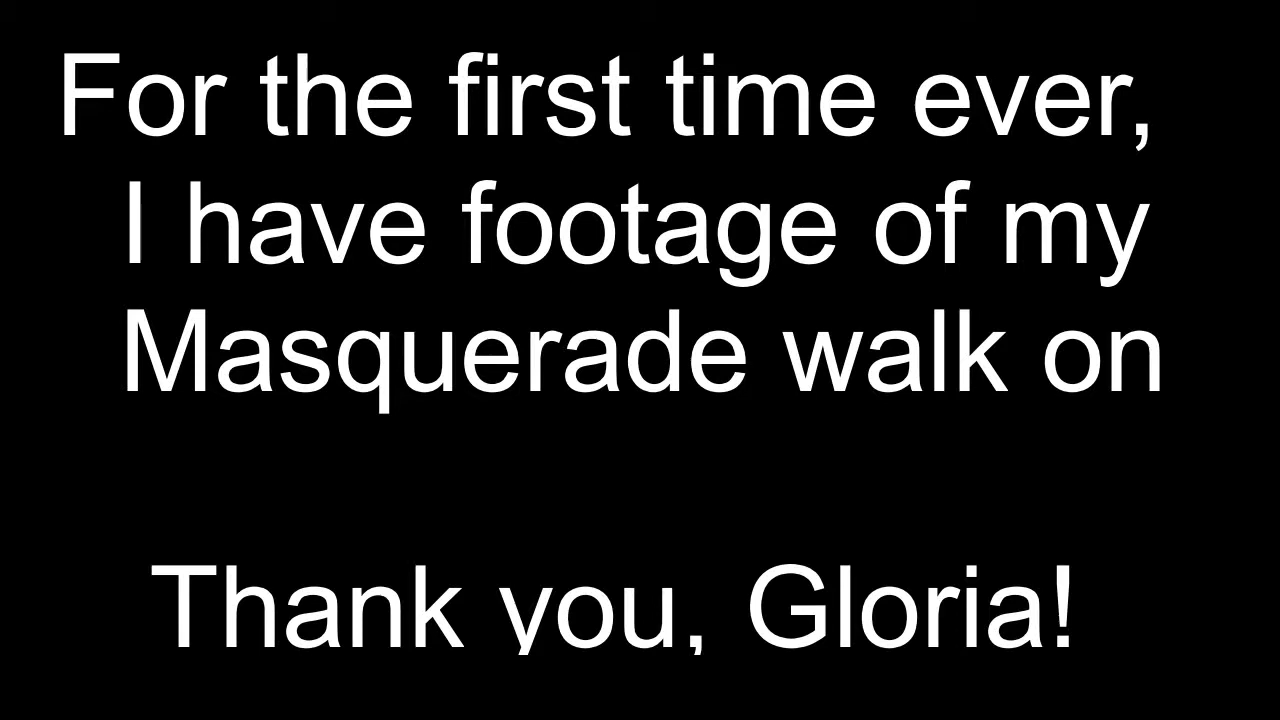 For the first time ever,
I have footage of my
Masquerade walk on
Thank you, Gloria!